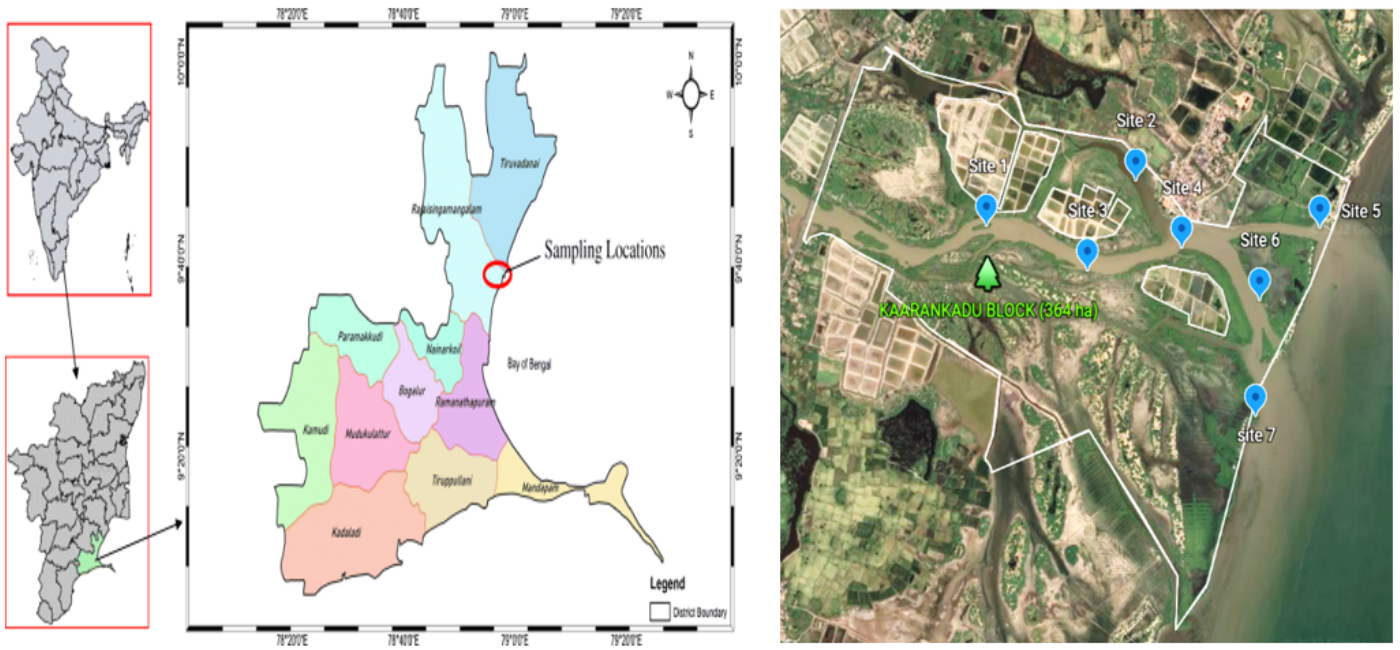 78°20'0"E 78°40'0"E 79°0'0"E 79°20'0"E
10°0'0"N
10°0'0"N
N
W E
S
Tiruvadanai
Rajaisingamangalam
Sampling Locations
9°40'0"N
9°40'0"N
Paramakkudi
Nainarkoil
Bay of Bengal
Bogalur
Ramanathapuram
Kamudi
Mudukulattur
9°20'0"N
9°20'0"N
Tiruppullani
Mandapam
Kadaladi
Legend
District Boundary
78°20'0"E 78°40'0"E 79°0'0"E 79°20'0"E
Site 2
Site 1
Site 4
Site 3
Site 5
Site 6
KAARANKADU BLOCK (364 ha)
site 7